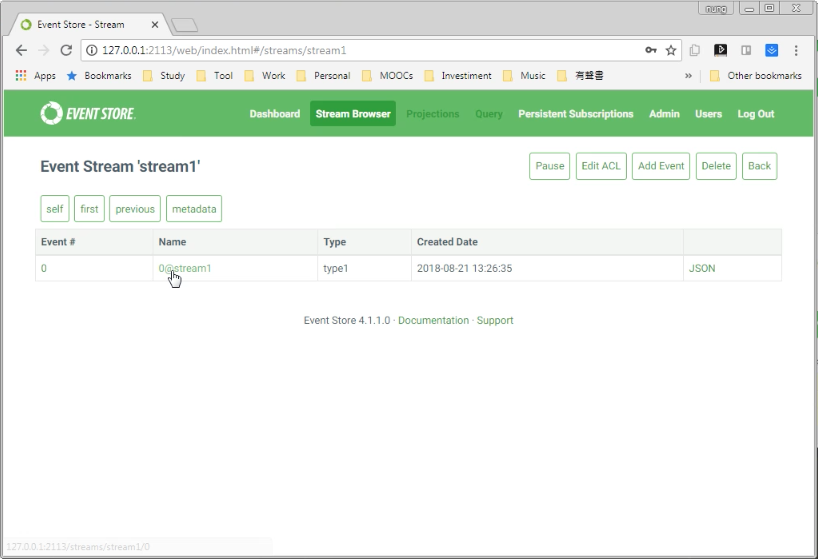 nung
Event Store - Stream
127.0.0.1:2113/web/index.html#/streams/stream1
Apps Bookmarks Study Tool Work Personal MOOCs Investiment Music 有聲書 » Other bookmarks
EVENT STORE Dashboard Stream Browser Projections Query Persistent Subscriptions Admin Users Log Out
Event Stream 'stream1' Pause Edit ACL Add Event Delete Back
self first previous metadata
Event # Name Type Created Date
0 0@stream1 type1 2018-08-21 13:26:35 JSON
Event Store 4.1.1.0 · Documentation · Support
127.0.0.1:2113/streams/stream1/0